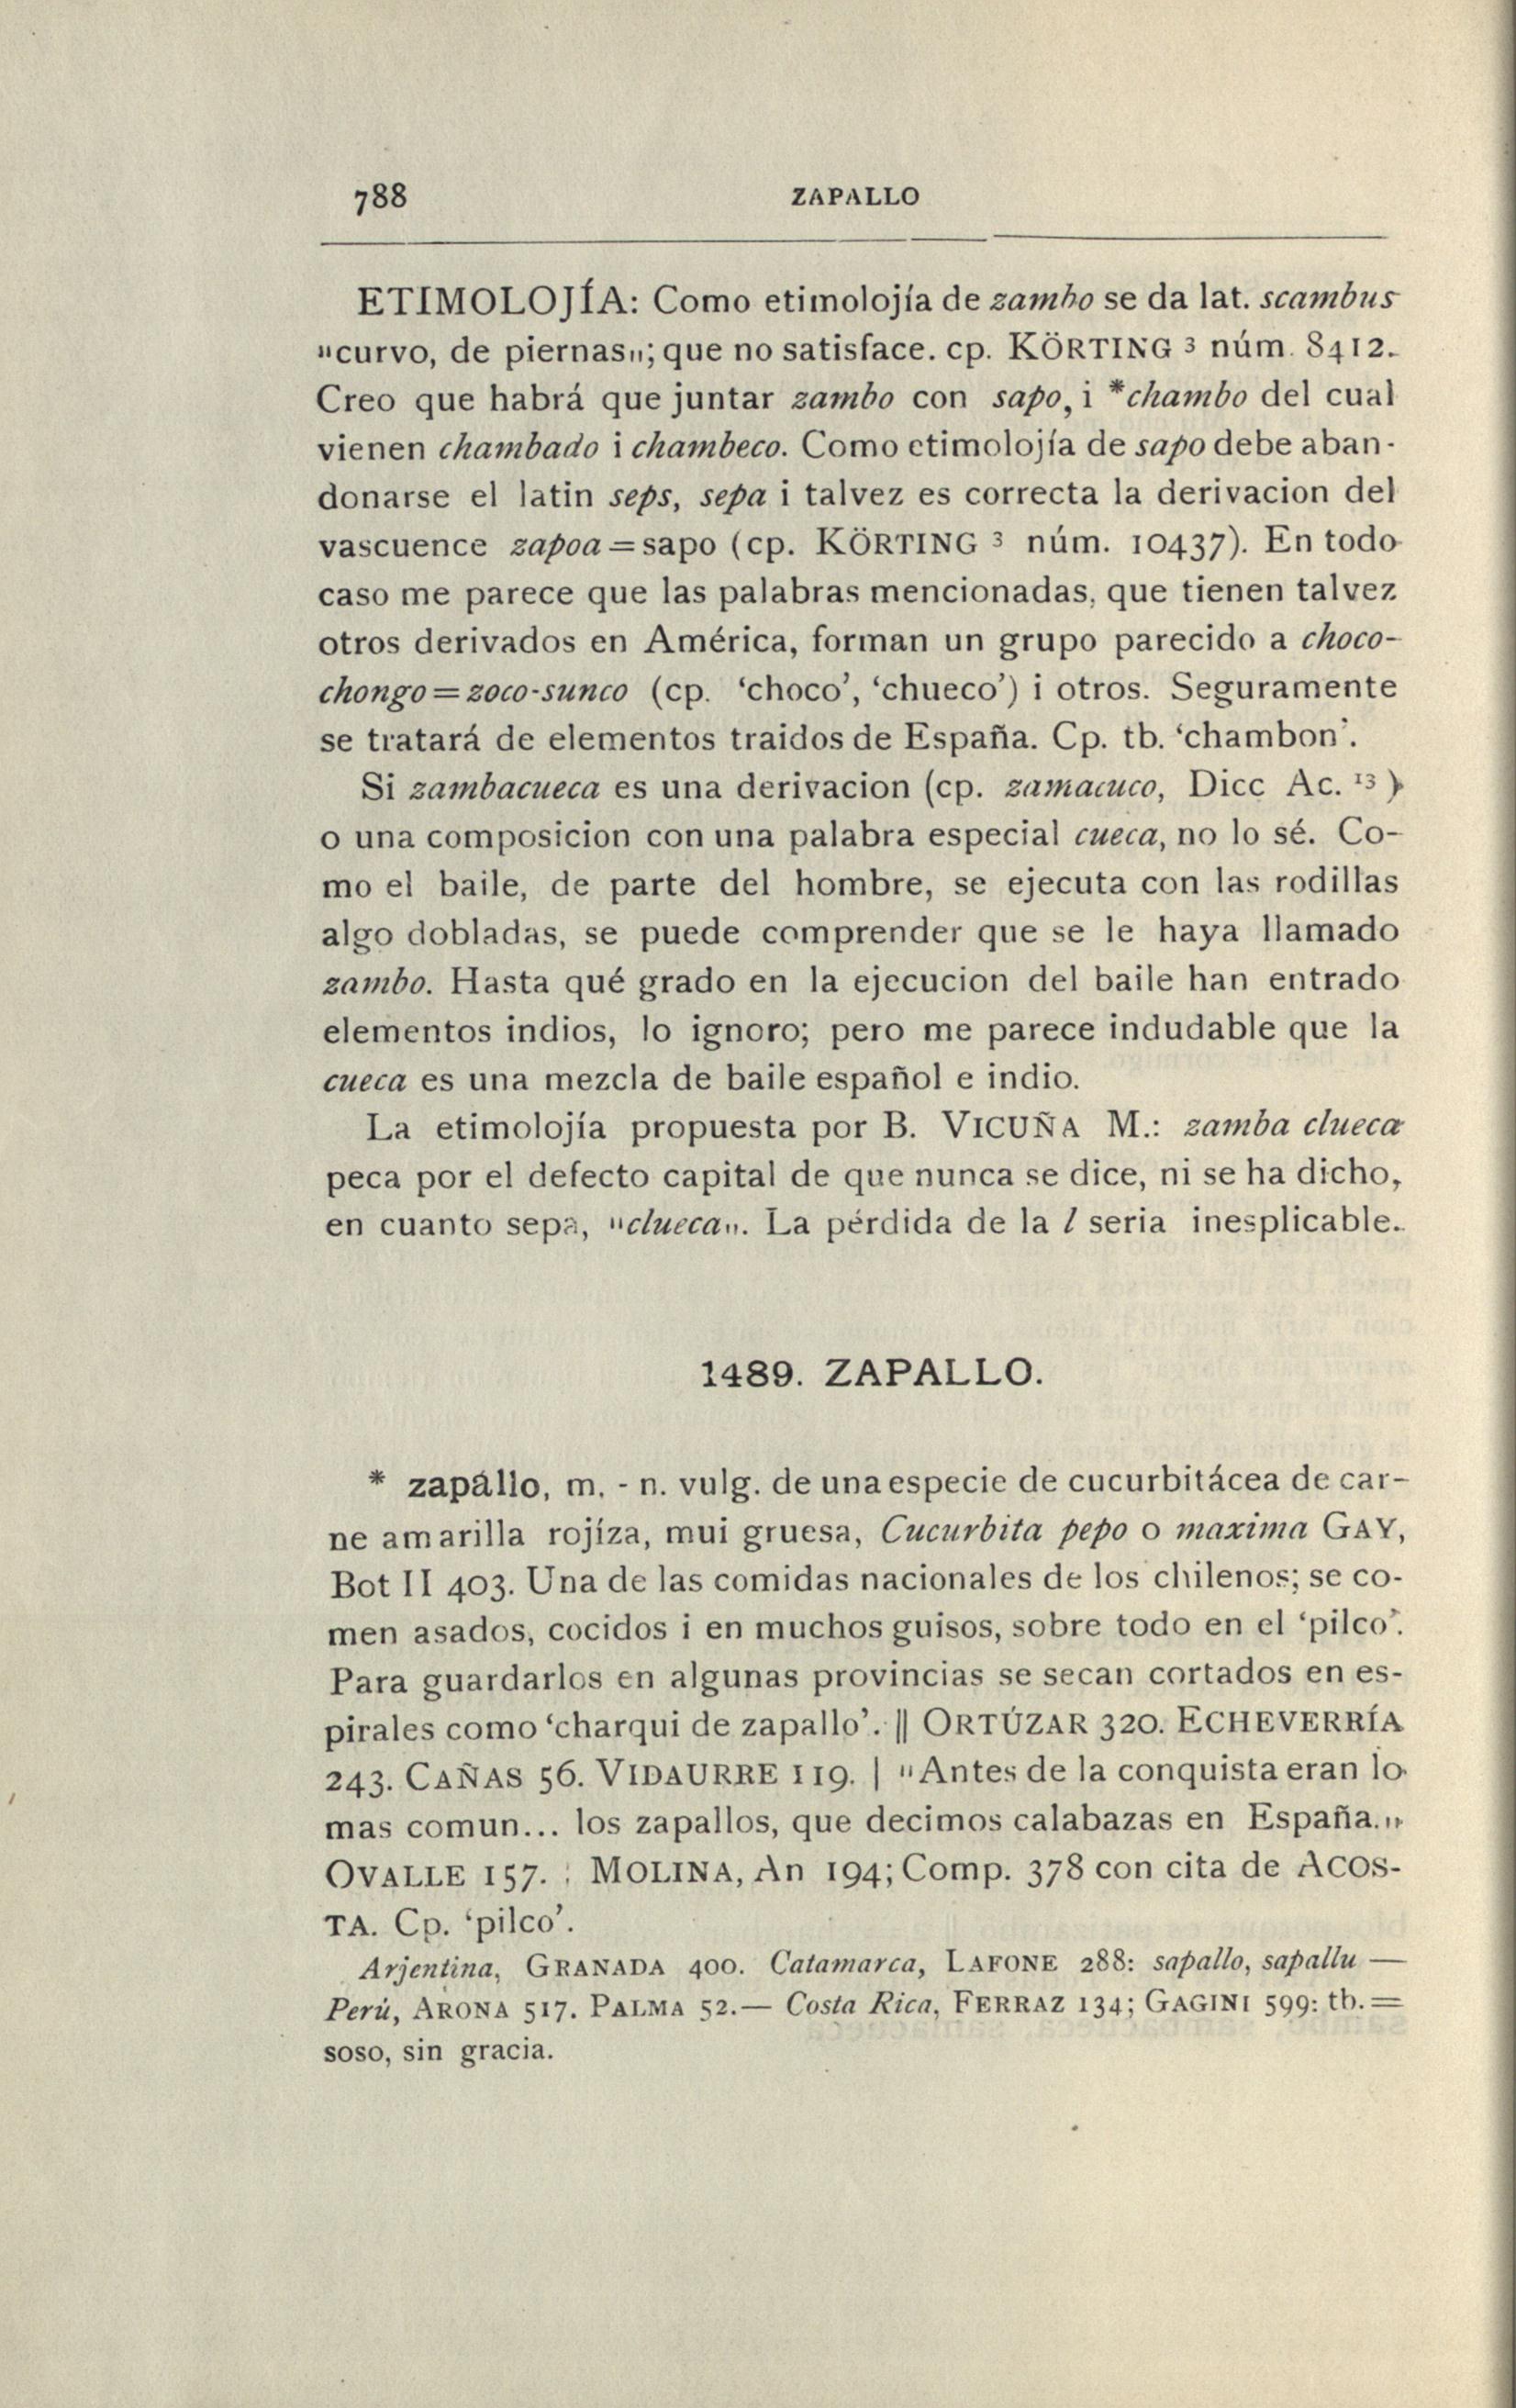 788 ZAPALLO
ETIMOLOJÍA: Como etimolojía de zambo se da lat. scambus
"curvo, de piernas„; que no satisface. cp. KÖRTING ³ núm. 8412.
Creo que habrá que juntar zambo con sapo, i *chambo del cual
vienen chambado i chambeco. Como etimolojía de sapo debe aban-
donarse el latin seps, sepa i talvez es correcta la derivacion del
vascuence zapoa = sapo (cp. KÖRTING ³ núm. 10437). En todo
caso me parece que las palabras mencionadas, que tienen talvez
otros derivados en América, forman un grupo parecido a choco-
chongo = zoco-sunco (cp. ‘choco’, ‘chueco’) i otros. Seguramente
se tratará de elementos traidos de España. Cp. tb. ‘chambon’.
Si zambacueca es una derivacion (cp. zamacuco, Dicc Ac. ¹³)
o una composicion con una palabra especial cueca, no lo sé. Co-
mo el baile, de parte del hombre, se ejecuta con las rodillas
algo dobladas, se puede comprender que se le haya llamado
zambo. Hasta qué grado en la ejecucion del baile han entrado
elementos indios, lo ignoro; pero me parece indudable que la
cueca es una mezcla de baile español e indio.
La etimolojía propuesta por B. VICUÑA M.: zamba clueca
peca por el defecto capital de que nunca se dice, ni se ha dicho,
en cuanto sepa, "clueca„. La pérdida de la l seria inesplicable.
1489. ZAPALLO.
* zapállo, m. - n. vulg. de una especie de cucurbitácea de car-
ne amarilla rojíza, mui gruesa, Cucurbita pepo o maxima GAY,
Bot II 403. Una de las comidas nacionales de los chilenos; se co-
men asados, cocidos i en muchos guisos, sobre todo en el ‘pilco’.
Para guardarlos en algunas provincias se secan cortados en es-
pirales como ‘charqui de zapallo’. || ORTÚZAR 320. ECHEVERRÍA
243. CAÑAS 56. VIDAURRE 119. | "Antes de la conquista eran lo
mas comun... los zapallos, que decimos calabazas en España.„
OVALLE 157. ; MOLINA, An 194; Comp. 378 con cita de ACOS-
TA. Cp. ‘pilco’.
Arjentina, GRANADA 400. Catamarca, LAFONE 288: sapallo, sapallu —
Perú, ARONA 517. PALMA 52.— Costa Rica, FERRAZ 134; GAGINI 599: tb. =
soso, sin gracia.